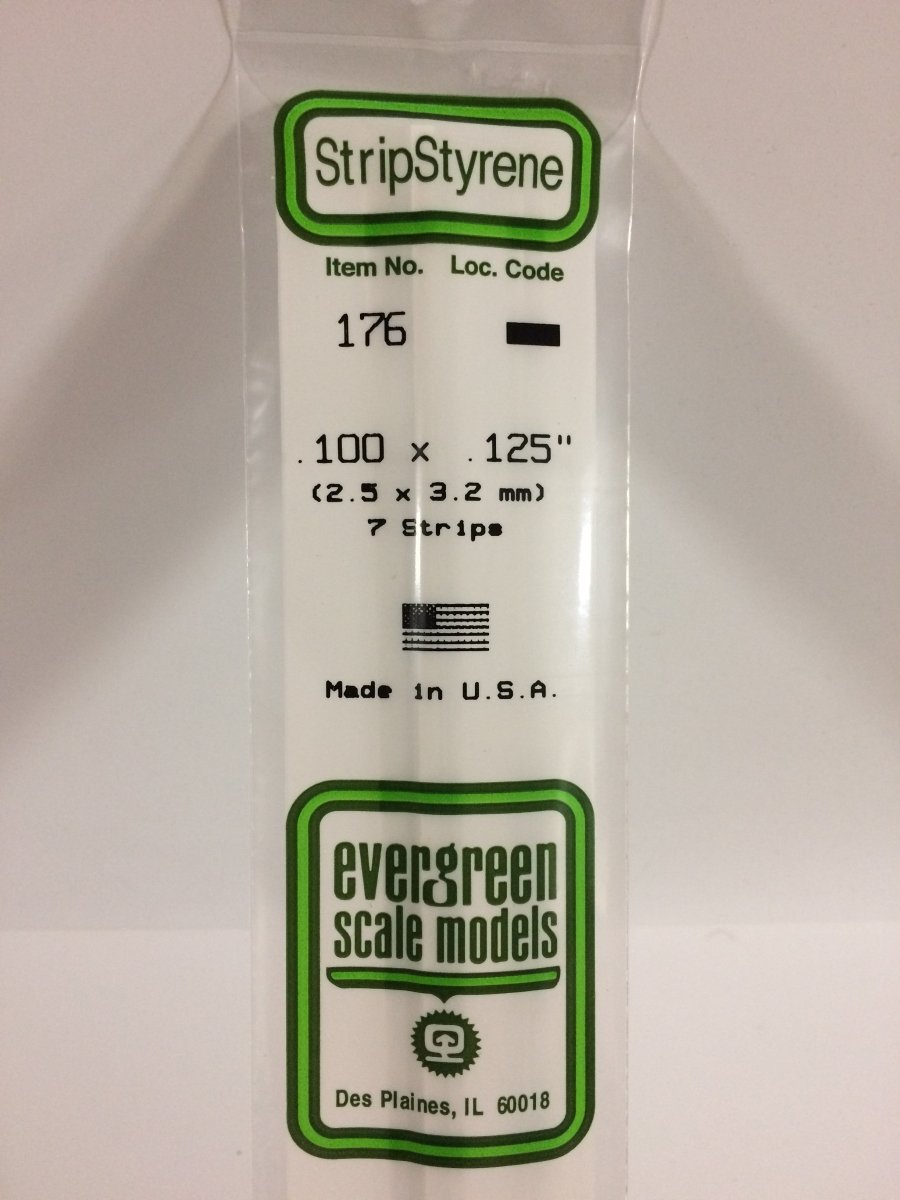 StripStyrene
Item No. Loc. Code
176
.100 x .125"
(2.5 x 3.2 mm)
7 Strips
Made in U.S.A.
evergreen
scale models
Des Plaines, IL 60018